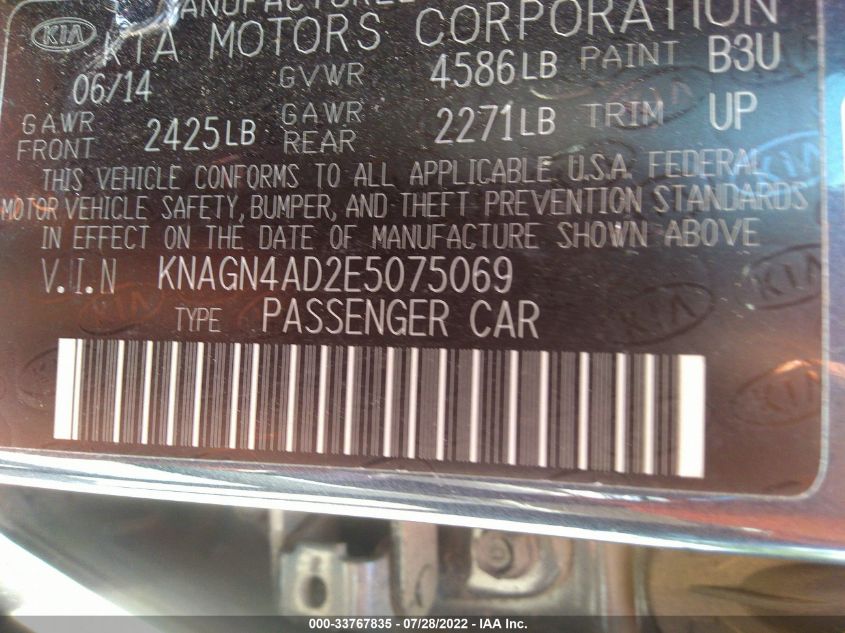 MANUFACTURED
KIA KIA MOTORS CORPORATION
06/14 GVWR 4586LB PAINT B3U
GAWR FRONT 2425LB GAWR REAR 2271LB TRIM UP
THIS VEHICLE CONFORMS TO ALL APPLICABLE U.S.A. FEDERAL
MOTOR VEHICLE SAFETY, BUMPER, AND THEFT PREVENTION STANDARDS
IN EFFECT ON THE DATE OF MANUFACTURE SHOWN ABOVE
V.I.N KNAGN4AD2E5075069
TYPE PASSENGER CAR
000-33767835 - 07/28/2022 - IAA Inc.